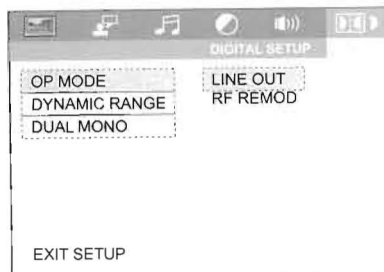 DIGITAL SETUP
OP MODE
LINE OUT
DYNAMIC RANGE
RF REMOD
DUAL MONO
EXIT SETUP